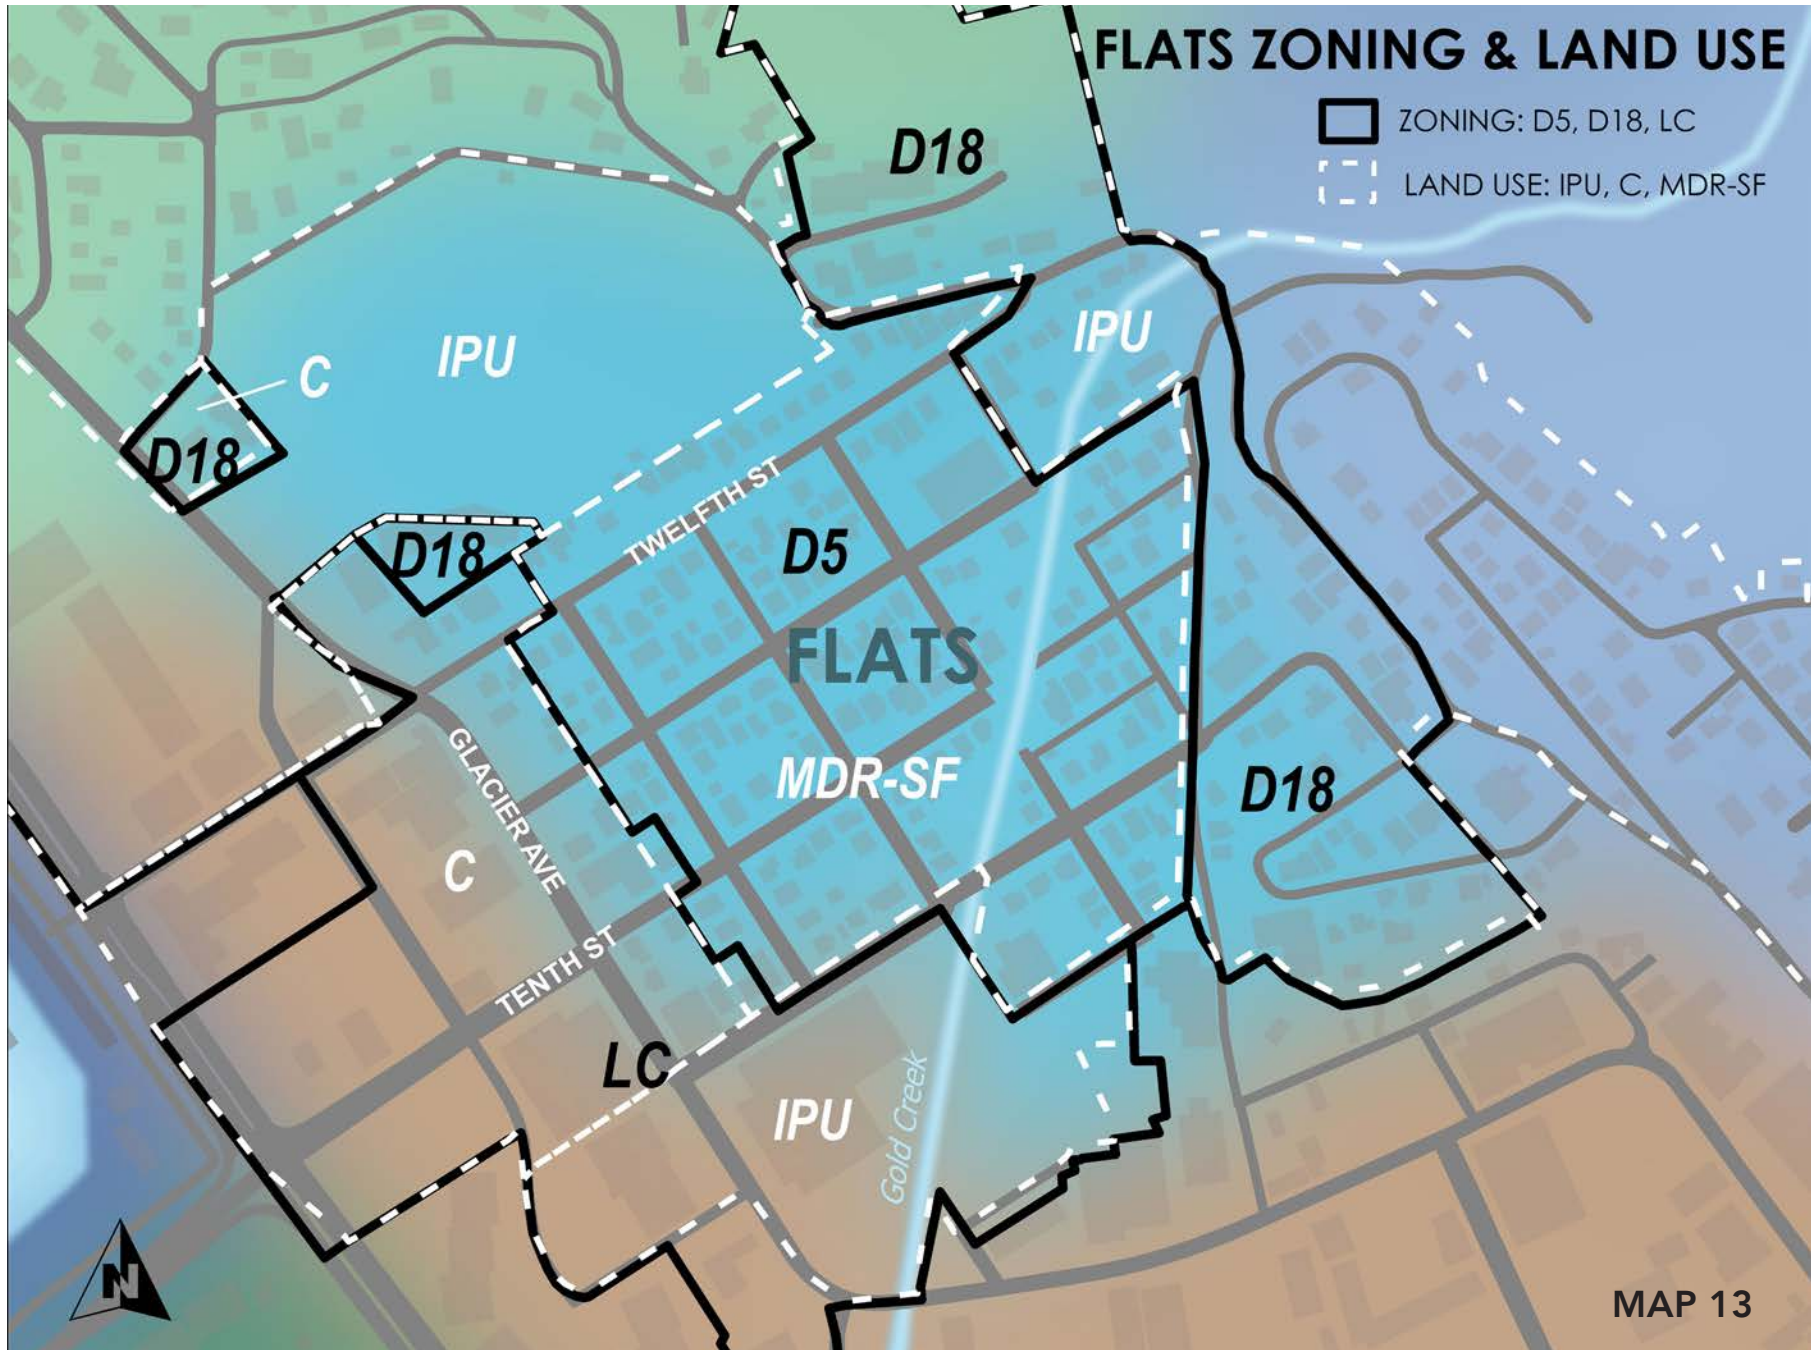 FLATS ZONING & LAND USE
ZONING: D5, D18, LC
LAND USE: IPU, C, MDR-SF
D18
IPU
IPU
C
D18
D18
TWELFTH ST
D5
FLATS
MDR-SF
D18
GLACIER AVE
C
TENTH ST
LC
IPU
Gold Creek
N
MAP 13